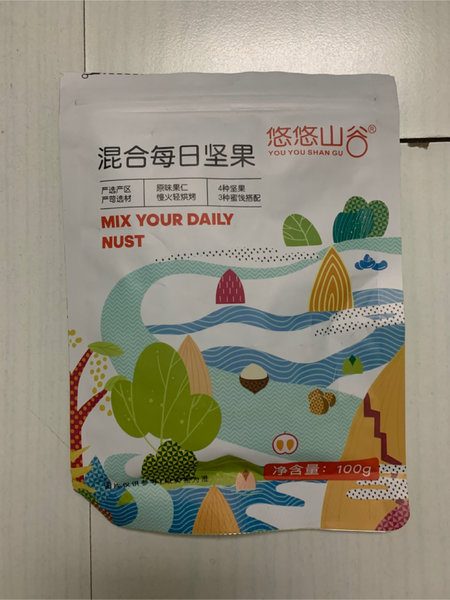 悠悠山谷®
YOU YOU SHAN GU
混合每日坚果
严选产区 原味果仁 4种坚果
严苛选材 慢火轻烘烤 3种蜜饯搭配
MIX YOUR DAILY
NUST
净含量：100g